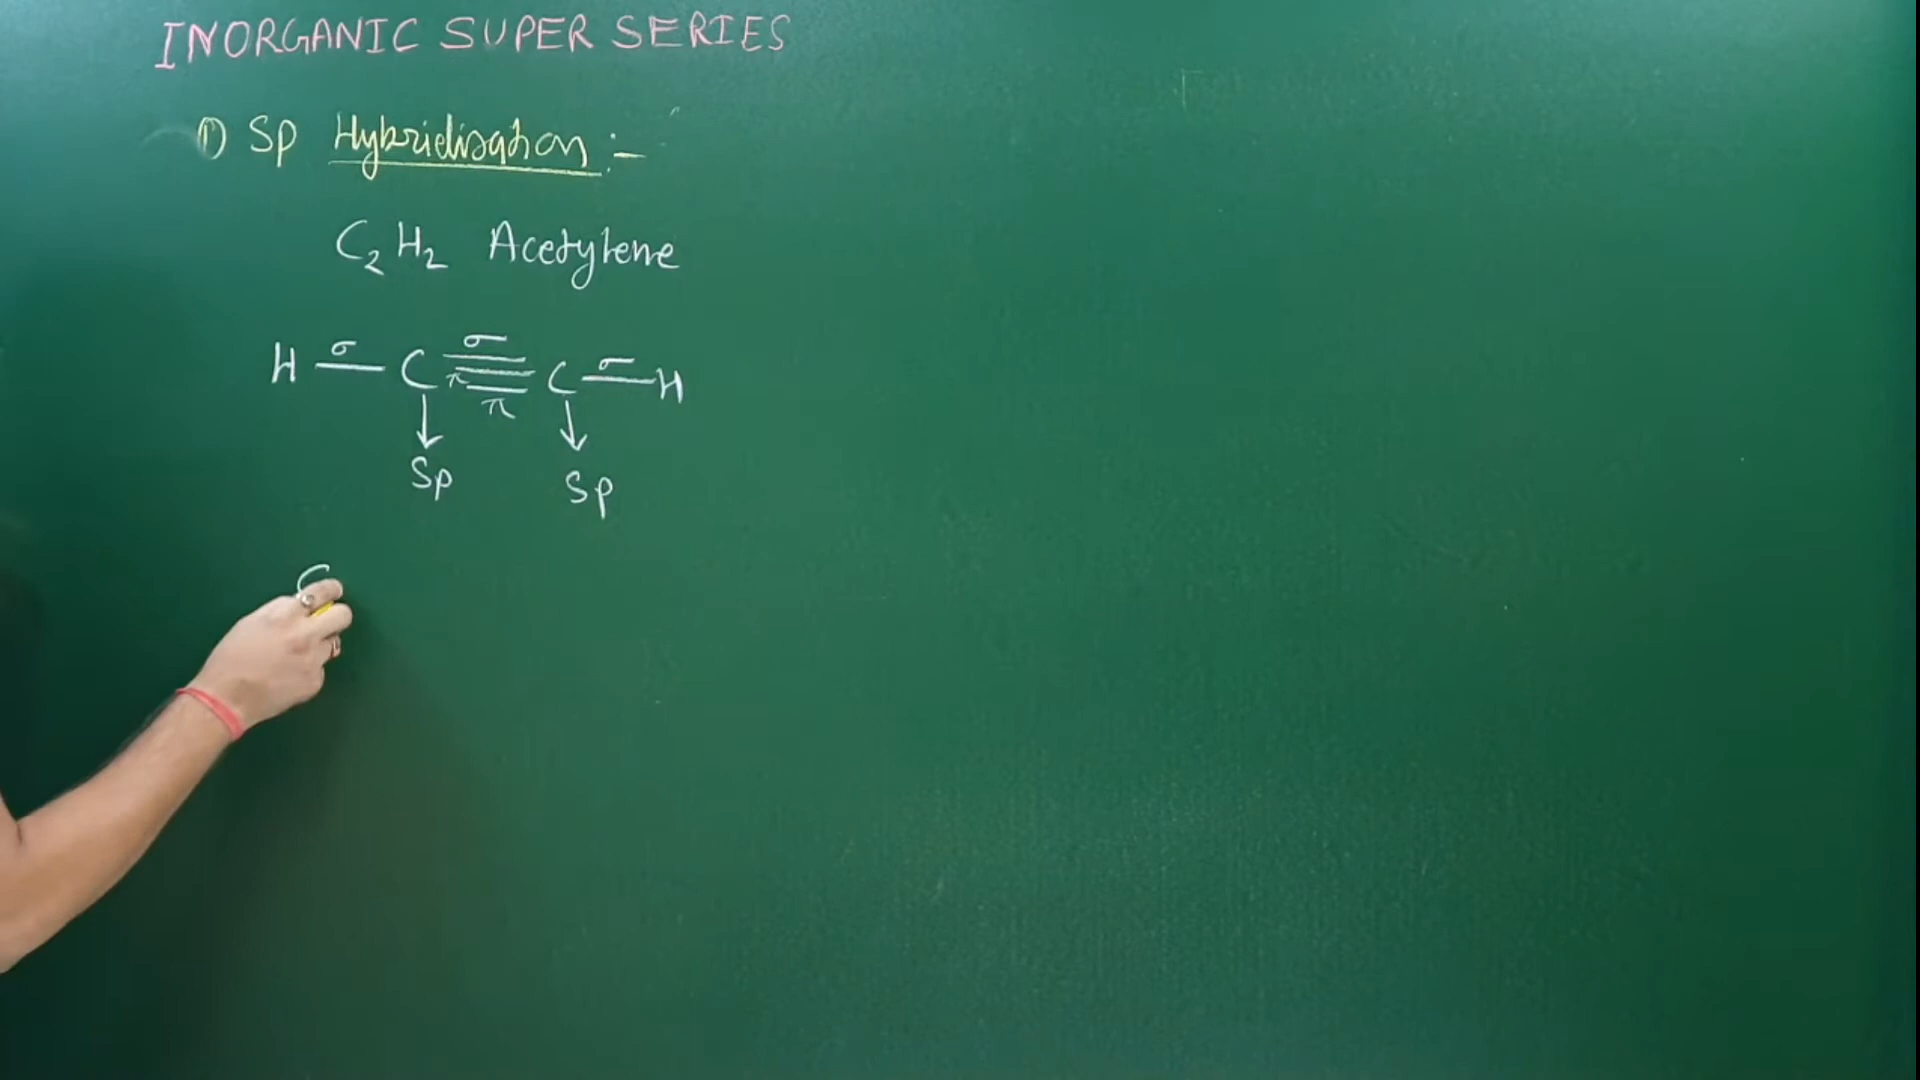 INORGANIC SUPER SERIES
① Sp Hybridisation :-
C₂H₂ Acetylene
H —σ— C ≡ C —σ— H
σ
π
π
Sp Sp
C